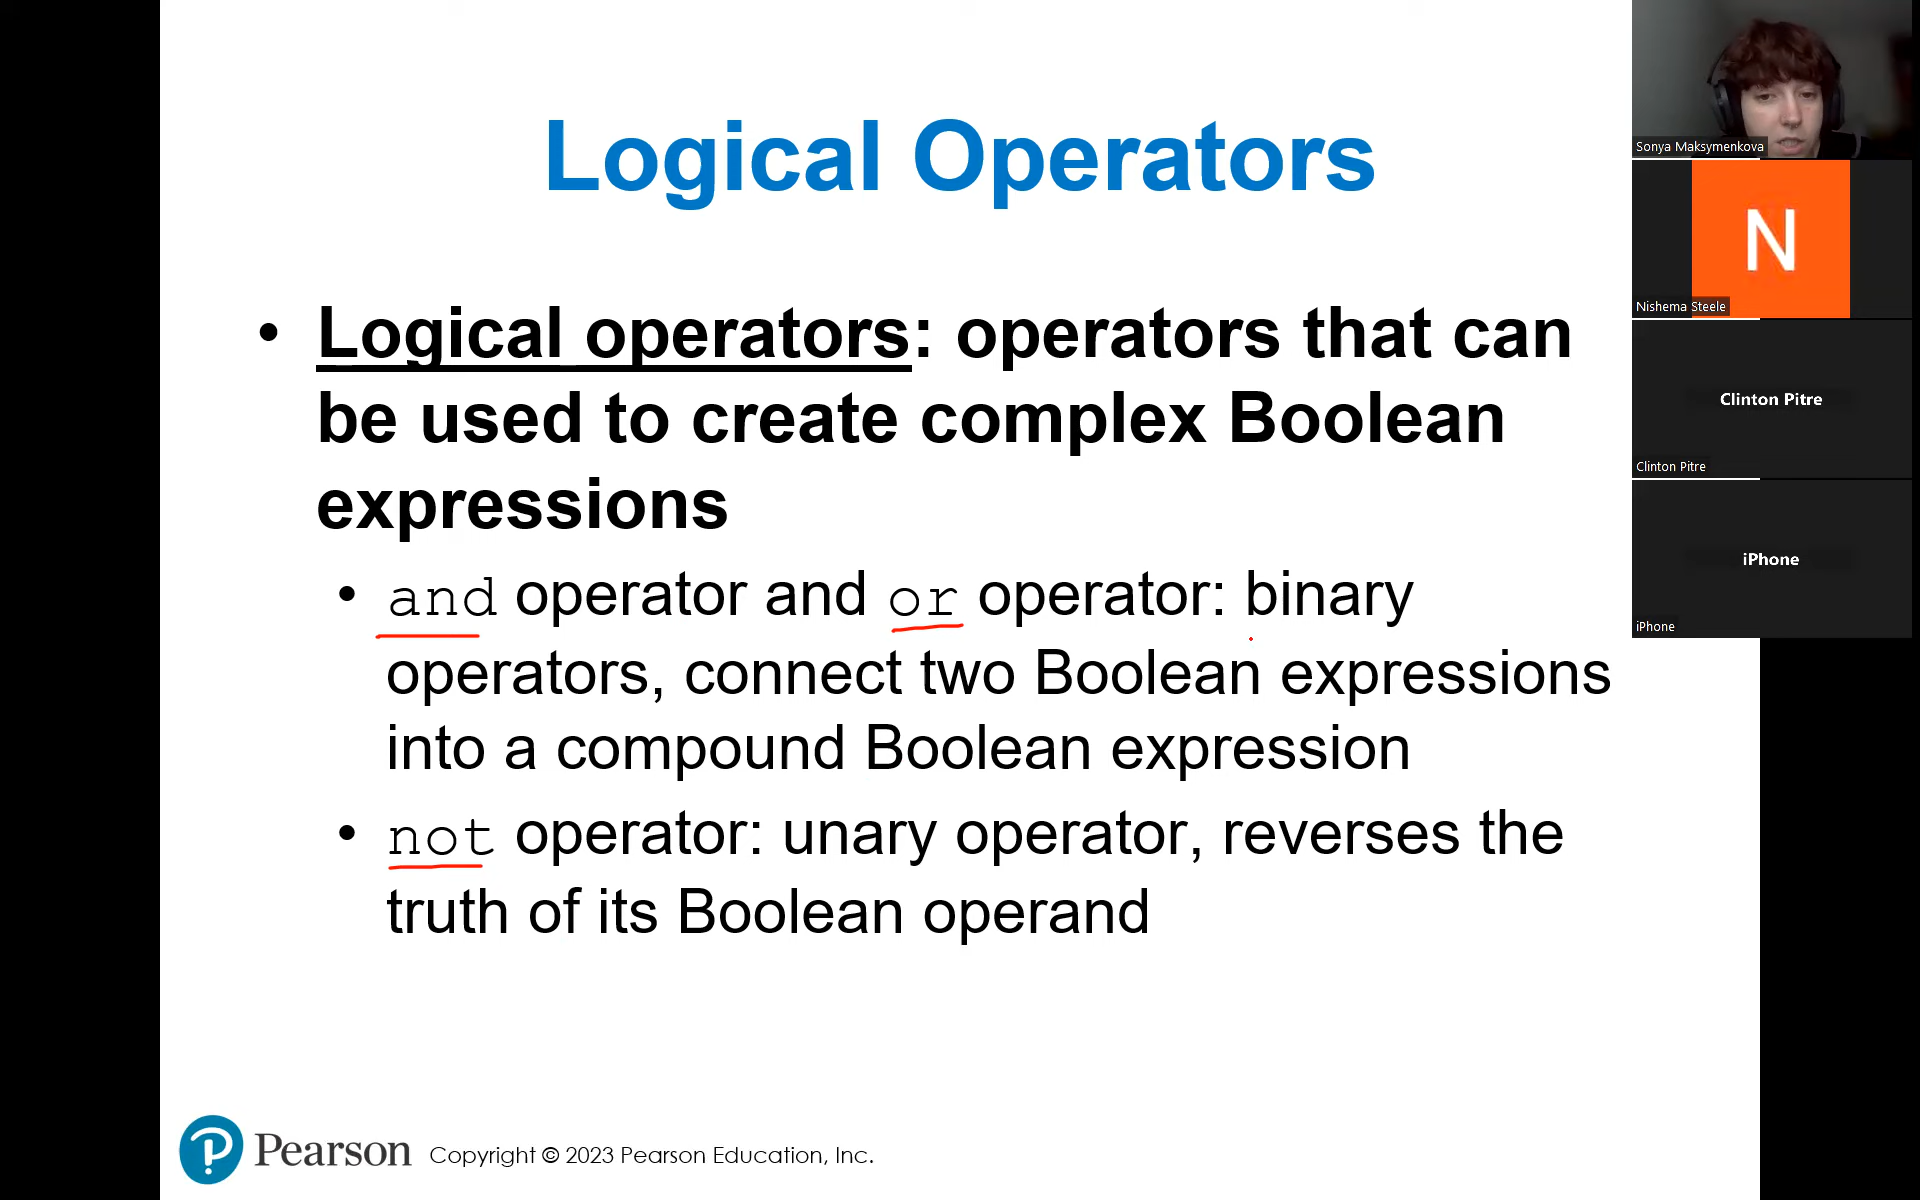 Logical Operators
• Logical operators: operators that can
be used to create complex Boolean
expressions
• and operator and or operator: binary
operators, connect two Boolean expressions
into a compound Boolean expression
• not operator: unary operator, reverses the
truth of its Boolean operand
Pearson Copyright © 2023 Pearson Education, Inc.
Sonya Maksymenkova
N
Nishema Steele
Clinton Pitre
Clinton Pitre
iPhone
iPhone